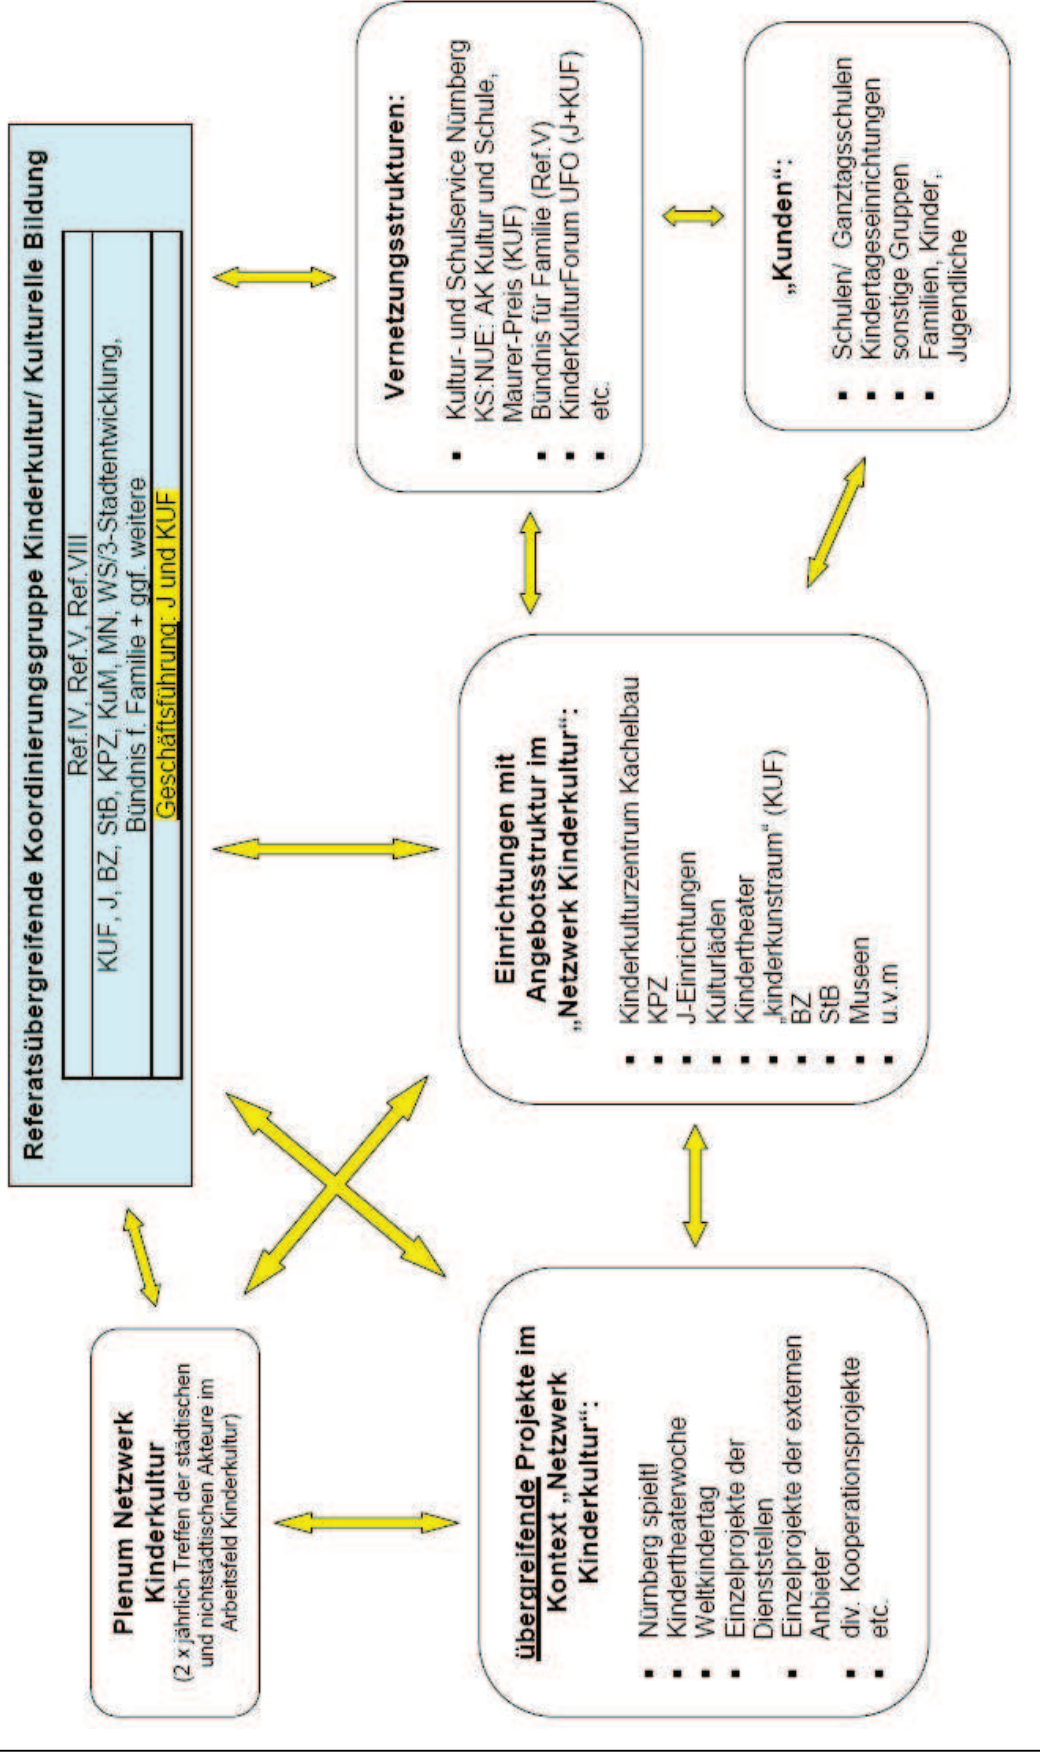 Referatsübergreifende Koordinierungsgruppe Kinderkultur/ Kulturelle Bildung
Ref.IV, Ref.V, Ref.VIII
KUF, J, BZ, StB, KPZ, KuM, MN, WS/3-Stadtentwicklung,
Bündnis f. Familie + ggf. weitere
Geschäftsführung: J und KUF
Plenum Netzwerk
Kinderkultur
(2 x jährlich Treffen der städtischen
und nichtstädtischen Akteure im
Arbeitsfeld Kinderkultur)
übergreifende Projekte im
Kontext „Netzwerk
Kinderkultur“:
▪ Nürnberg spielt!
▪ Kindertheaterwoche
▪ Weltkindertag
▪ Einzelprojekte der
Dienststellen
▪ Einzelprojekte der externen
Anbieter
▪ div. Kooperationsprojekte
▪ etc.
Einrichtungen mit
Angebotsstruktur im
„Netzwerk Kinderkultur“:
▪ Kinderkulturzentrum Kachelbau
▪ KPZ
▪ J-Einrichtungen
▪ Kulturläden
▪ Kindertheater
▪ „kinderkunstraum“ (KUF)
▪ BZ
▪ StB
▪ Museen
▪ u.v.m
Vernetzungsstrukturen:
▪ Kultur- und Schulservice Nürnberg
KS:NUE: AK Kultur und Schule,
Maurer-Preis (KUF)
▪ Bündnis für Familie (Ref.V)
▪ KinderKulturForum UFO (J+KUF)
▪ etc.
„Kunden“:
▪ Schulen/ Ganztagsschulen
▪ Kindertageseinrichtungen
▪ sonstige Gruppen
▪ Familien, Kinder,
Jugendliche